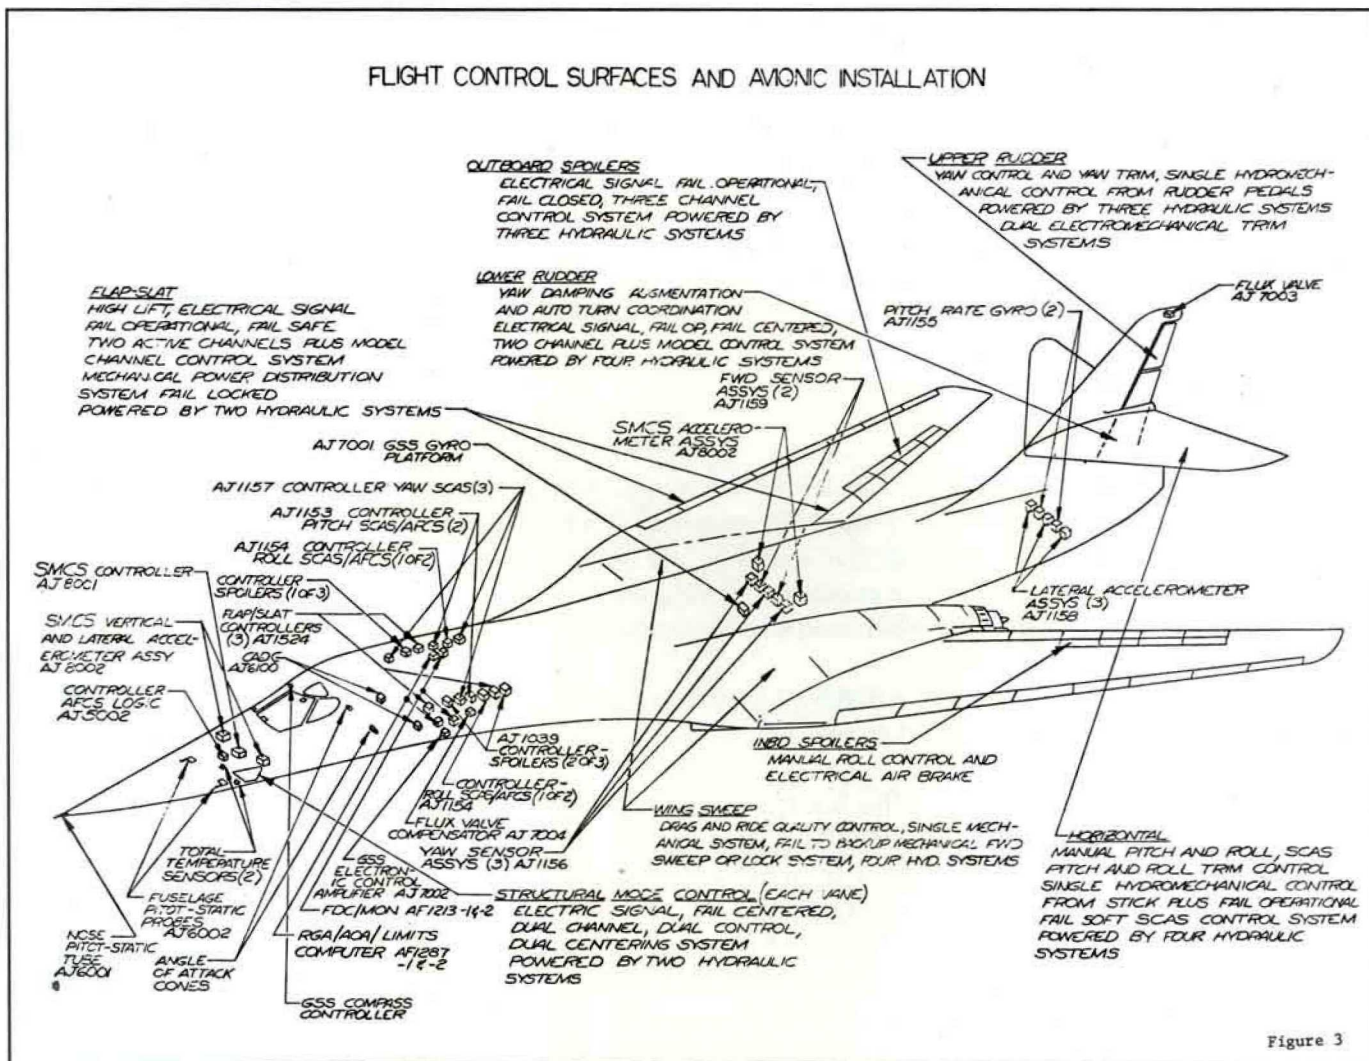 FLIGHT CONTROL SURFACES AND AVIONIC INSTALLATION
OUTBOARD SPOILERS
ELECTRICAL SIGNAL FAIL OPERATIONAL,
FAIL CLOSED, THREE CHANNEL
CONTROL SYSTEM POWERED BY
THREE HYDRAULIC SYSTEMS
UPPER RUDDER
YAW CONTROL AND YAW TRIM, SINGLE HYDROMECH-
ANICAL CONTROL FROM RUDDER PEDALS
POWERED BY THREE HYDRAULIC SYSTEMS
DUAL ELECTROMECHANICAL TRIM
SYSTEMS
FLAP-SLAT
HIGH LIFT, ELECTRICAL SIGNAL
FAIL OPERATIONAL, FAIL SAFE
TWO ACTIVE CHANNELS PLUS MODEL
CHANNEL CONTROL SYSTEM
MECHANICAL POWER DISTRIBUTION
SYSTEM FAIL LOCKED
POWERED BY TWO HYDRAULIC SYSTEMS
LOWER RUDDER
YAW DAMPING AUGMENTATION
AND AUTO TURN COORDINATION
ELECTRICAL SIGNAL, FAIL OP, FAIL CENTERED,
TWO CHANNEL PLUS MODEL CONTROL SYSTEM
POWERED BY FOUR HYDRAULIC SYSTEMS
FLUX VALVE
AJ 7003
PITCH RATE GYRO (2)
AJ1155
FWD SENSOR
ASSYS (2)
AJ1159
SMCS ACCELERO-
METER ASSYS
AJ8002
AJ7001 GSS GYRO
PLATFORM
AJ1157 CONTROLLER YAW SCAS (3)
AJ1153 CONTROLLER
PITCH SCAS/AFCS (2)
AJ1154 CONTROLLER
ROLL SCAS/AFCS (1 OF 2)
SMCS CONTROLLER
AJ 8001
CONTROLLER
SPOILERS (1 OF 3)
FLAP/SLAT
CONTROLLERS
(3) AJ1524
SMCS VERTICAL
AND LATERAL ACCEL-
EROMETER ASSY
AJ 8002
CADC
AJ6100
CONTROLLER
AFCS LOGIC
AJ5002
LATERAL ACCELEROMETER
ASSYS (3)
AJ1158
AJ1039
CONTROLLER-
SPOILERS (2 OF 3)
CONTROLLER-
ROLL SCAS/AFCS (1 OF 2)
AJ1154
FLUX VALVE
COMPENSATOR AJ 7004
YAW SENSOR
ASSYS (3) AJ1156
INBD SPOILERS
MANUAL ROLL CONTROL AND
ELECTRICAL AIR BRAKE
WING SWEEP
DRAG AND RIDE QUALITY CONTROL, SINGLE MECH-
ANICAL SYSTEM, FAIL TO BACKUP MECHANICAL FWD
SWEEP OR LOCK SYSTEM, FOUR HYD. SYSTEMS
HORIZONTAL
MANUAL PITCH AND ROLL, SCAS
PITCH AND ROLL TRIM CONTROL
SINGLE HYDROMECHANICAL CONTROL
FROM STICK PLUS FAIL OPERATIONAL
FAIL SOFT SCAS CONTROL SYSTEM
POWERED BY FOUR HYDRAULIC
SYSTEMS
TOTAL
TEMPERATURE
SENSORS (2)
GSS
ELECTRON-
IC CONTROL
AMPLIFIER AJ 7002
STRUCTURAL MODE CONTROL (EACH VANE)
ELECTRIC SIGNAL, FAIL CENTERED,
DUAL CHANNEL, DUAL CONTROL,
DUAL CENTERING SYSTEM
POWERED BY TWO HYDRAULIC
SYSTEMS
FUSELAGE
PITOT-STATIC
PROBES
AJ6002
FDC/MON AF1213-1&-2
RGA/AOA/LIMITS
COMPUTER AF1287
-1 & -2
NOSE
PITOT-STATIC
TUBE
AJ6001
ANGLE
OF ATTACK
CONES
GSS COMPASS
CONTROLLER
Figure 3